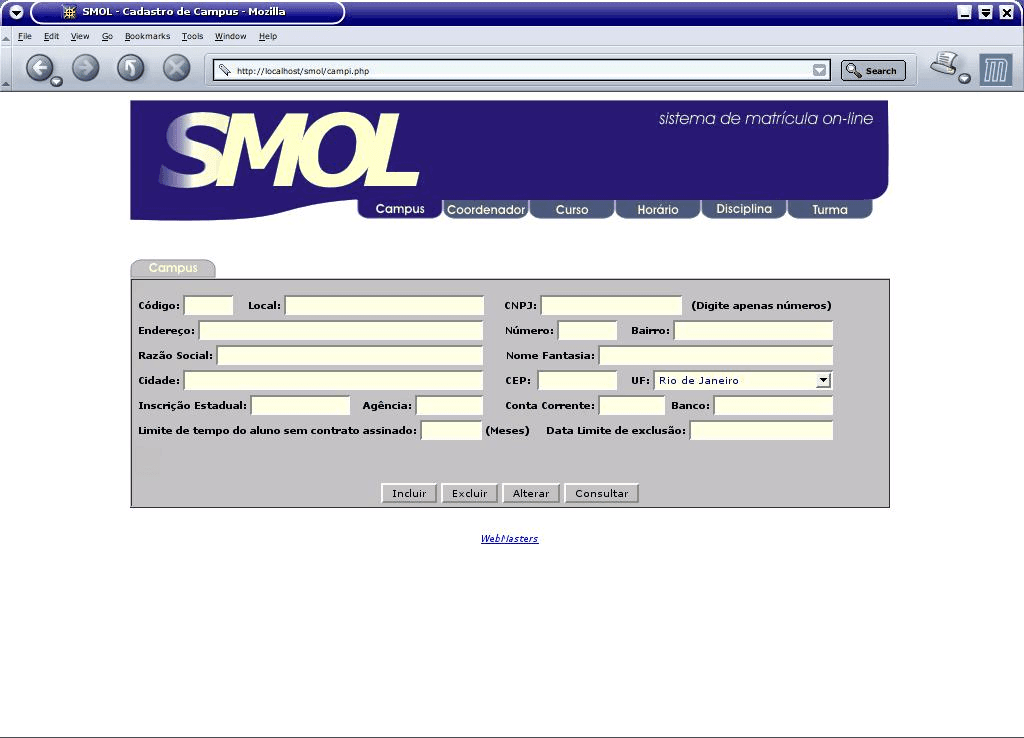 SMOL - Cadastro de Campus - Mozilla
File Edit View Go Bookmarks Tools Window Help
http://localhost/smol/campi.php Search
SMOL
sistema de matrícula on-line
Campus Coordenador Curso Horário Disciplina Turma
Campus
Código: Local: CNPJ: (Digite apenas números)
Endereço: Número: Bairro:
Razão Social: Nome Fantasia:
Cidade: CEP: UF: Rio de Janeiro
Inscrição Estadual: Agência: Conta Corrente: Banco:
Limite de tempo do aluno sem contrato assinado: (Meses) Data Limite de exclusão:
Incluir Excluir Alterar Consultar
WebMasters